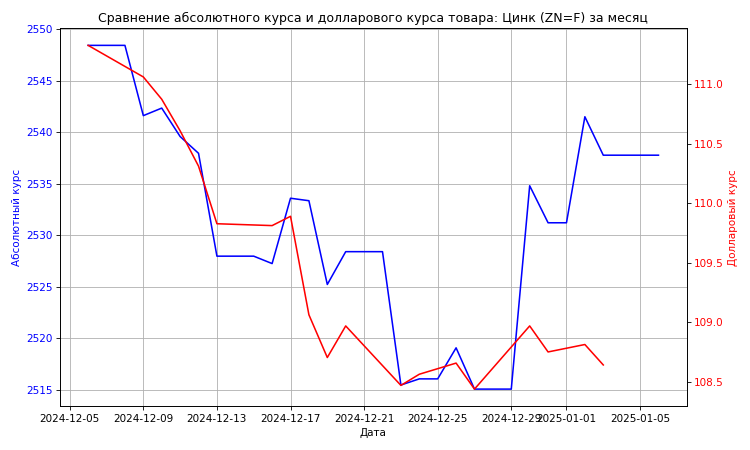 Сравнение абсолютного курса и долларового курса товара: Цинк (ZN=F) за месяц
2550
2545
2540
2535
2530
2525
2520
2515
Абсолютный курс
111.0
110.5
110.0
109.5
109.0
108.5
Долларовый курс
2024-12-05 2024-12-09 2024-12-13 2024-12-17 2024-12-21 2024-12-25 2024-12-29 2025-01-01 2025-01-05
Дата